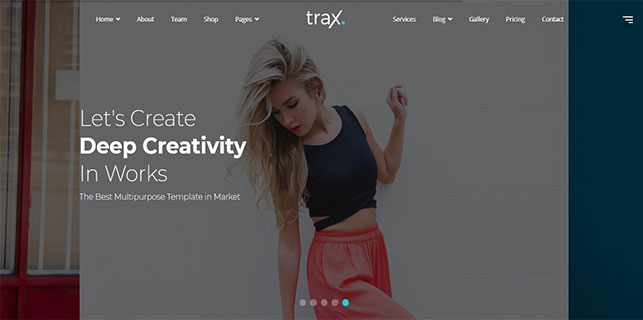 Home About Team Shop Pages trax. Services Blog Gallery Pricing Contact
Let's Create
Deep Creativity
In Works
The Best Multipurpose Template in Market